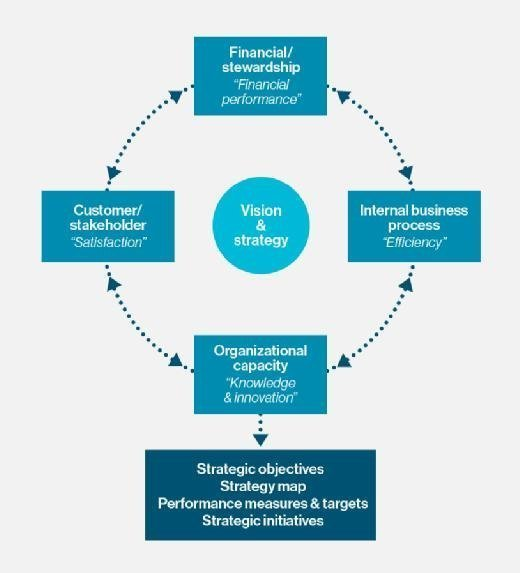 Financial/
stewardship
“Financial
performance”
Customer/
stakeholder
“Satisfaction”
Vision
&
strategy
Internal business
process
“Efficiency”
Organizational
capacity
“Knowledge
& innovation”
Strategic objectives
Strategy map
Performance measures & targets
Strategic initiatives